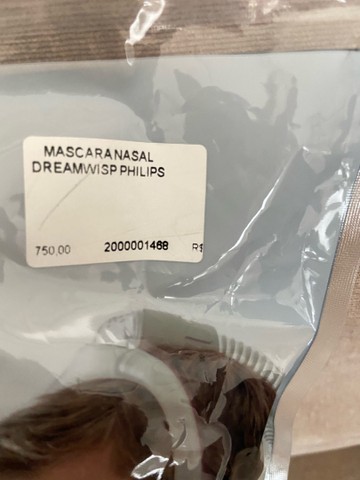 MASCARA NASAL
DREAMWISP PHILIPS
750,00 2000001468 R$